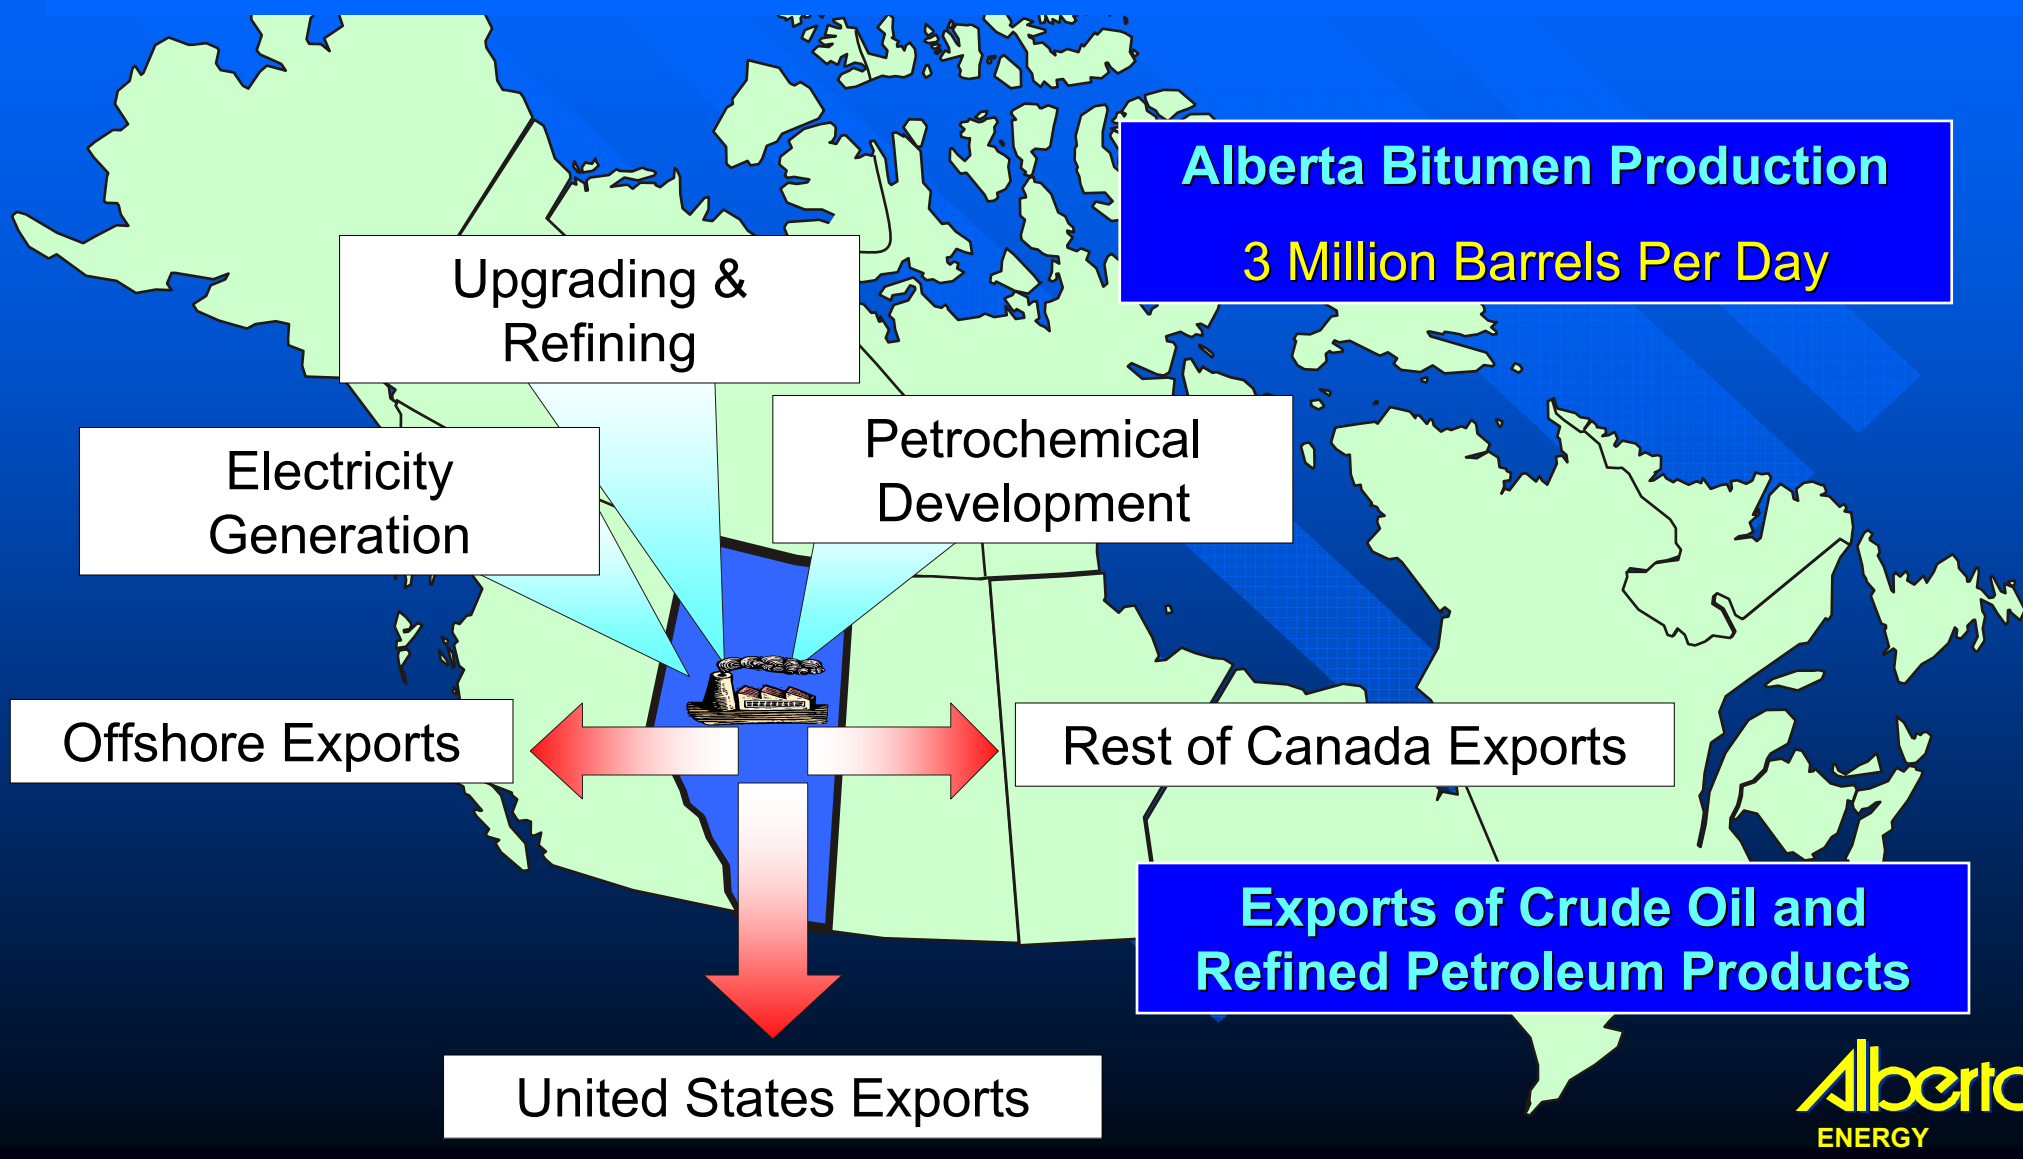 Alberta Bitumen Production
3 Million Barrels Per Day
Upgrading &
Refining
Petrochemical
Development
Electricity
Generation
Offshore Exports
Rest of Canada Exports
Exports of Crude Oil and
Refined Petroleum Products
United States Exports
Alberta
ENERGY